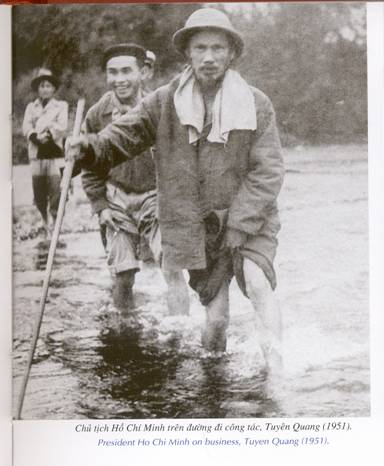 Chủ tịch Hồ Chí Minh trên đường đi công tác, Tuyên Quang (1951).
President Ho Chi Minh on business, Tuyen Quang (1951).